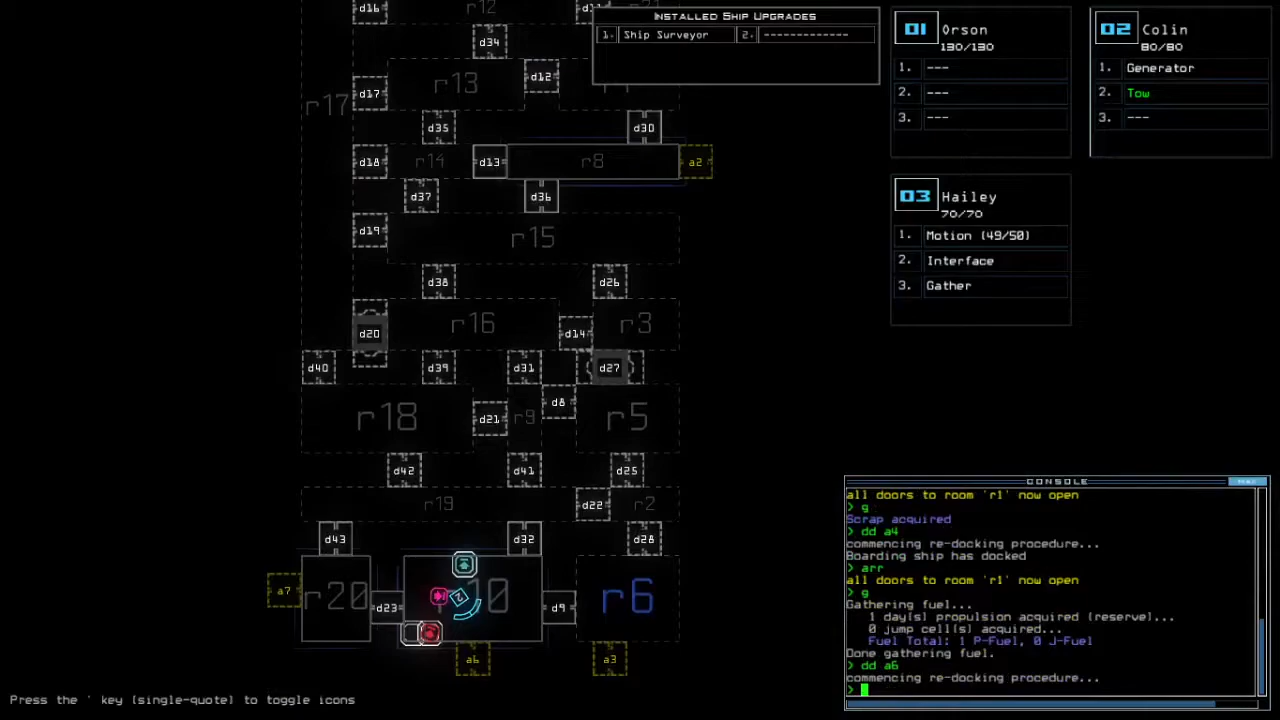 d16
r12
d34
Installed Ship Upgrades
1. Ship Surveyor 2. -------------
01 Orson
130/130
1. ---
2. ---
3. ---
02 Colin
80/80
1. Generator
2. Tow
3. ---
03 Hailey
70/70
1. Motion (49/50)
2. Interface
3. Gather
r17
d17
r13
d12
d35
d30
d18
r14
d13
r8
a2
d37
d36
d19
r15
d38
d26
d20
r16
d14
r3
d40
d39
d31
d27
r18
d21
r9
d8
r5
d42
d41
d25
r19
d22
r2
d43
d32
d28
a7
r20
d23
10
d9
r6
a6
a3
CONSOLE
all doors to room 'r1' now open
> g
Scrap acquired
> dd a4
commencing re-docking procedure...
Boarding ship has docked
> arr
all doors to room 'r1' now open
> g
Gathering fuel...
1 day(s) propulsion acquired (reserve)...
0 jump cell(s) acquired...
Fuel Total: 1 P-Fuel, 0 J-Fuel
Done gathering fuel.
> dd a6
commencing re-docking procedure...
>
Press the ' key (single-quote) to toggle icons